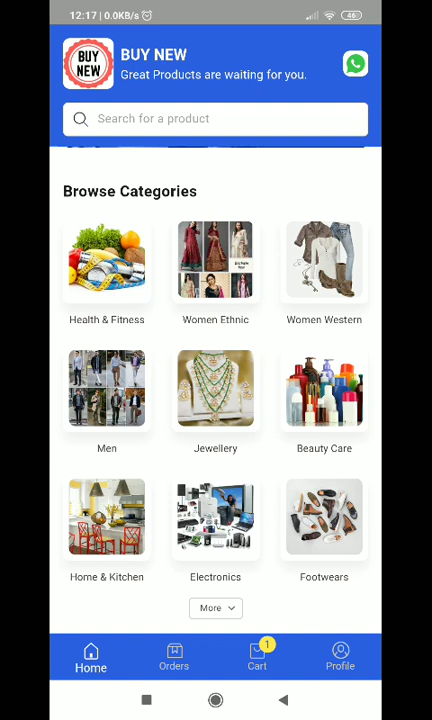 12:17 | 0.0KB/s
46
BUY
NEW
BUY NEW
Great Products are waiting for you.
Search for a product
Browse Categories
Health & Fitness
Women Ethnic
Women Western
Men
Jewellery
Beauty Care
Home & Kitchen
Electronics
Footwears
More
1
Home
Orders
Cart
Profile